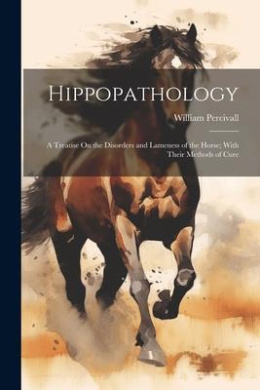 Hippopathology
William Percivall
A Treatise On the Disorders and Lameness of the Horse; With
Their Methods of Cure